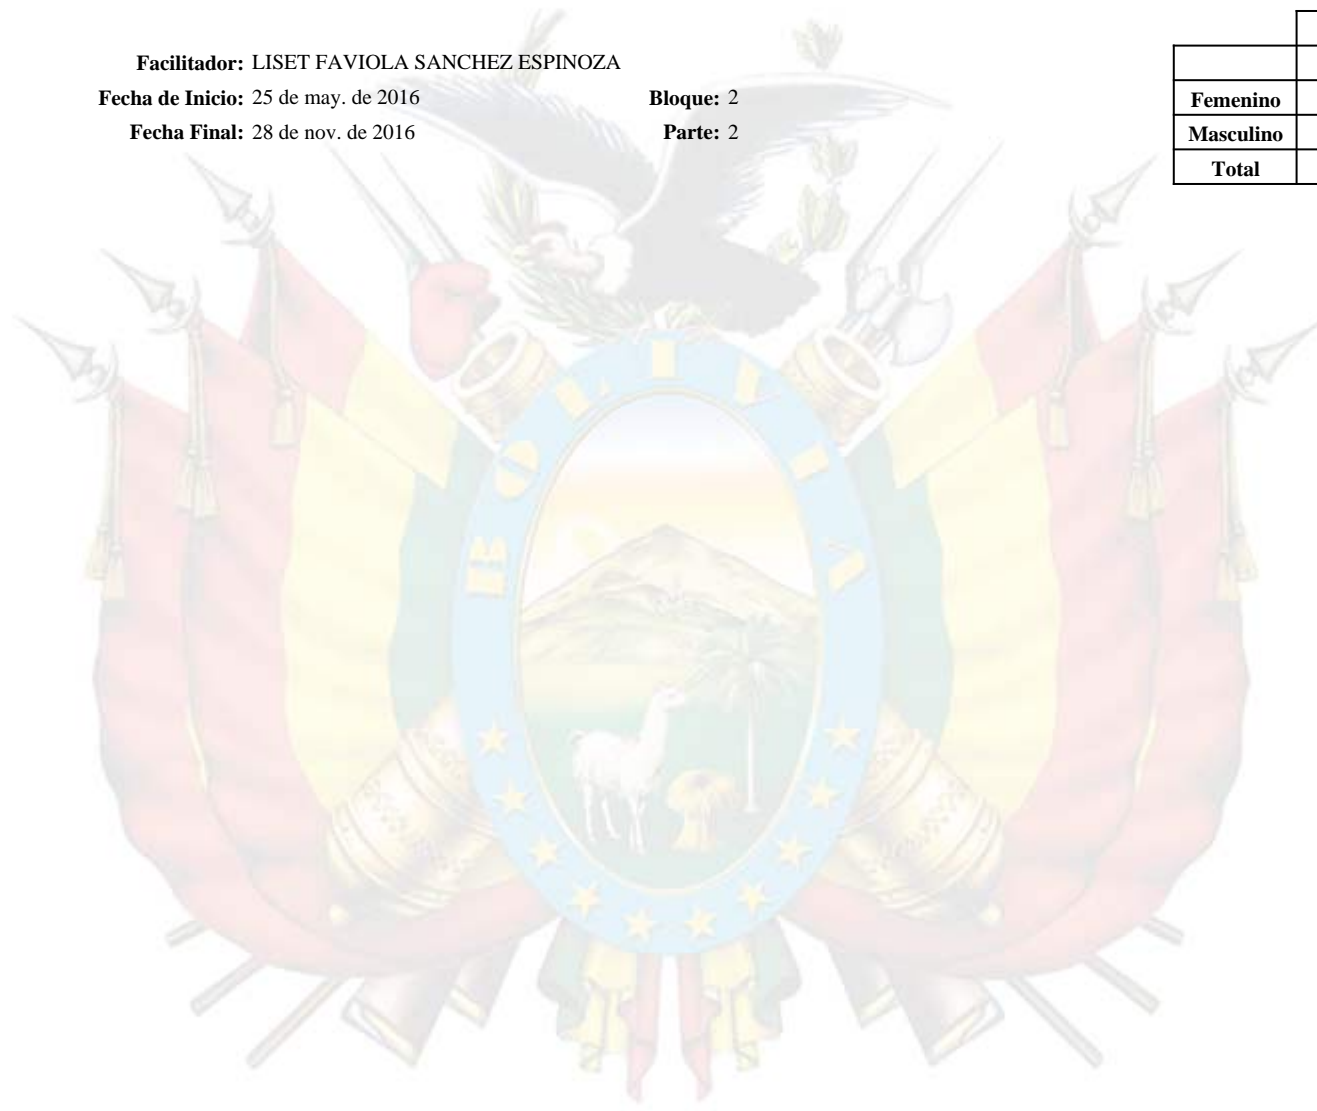 Facilitador: LISET FAVIOLA SANCHEZ ESPINOZA
Fecha de Inicio: 25 de may. de 2016 Bloque: 2
Fecha Final: 28 de nov. de 2016 Parte: 2
Femenino
Masculino
Total
BOLIVIA